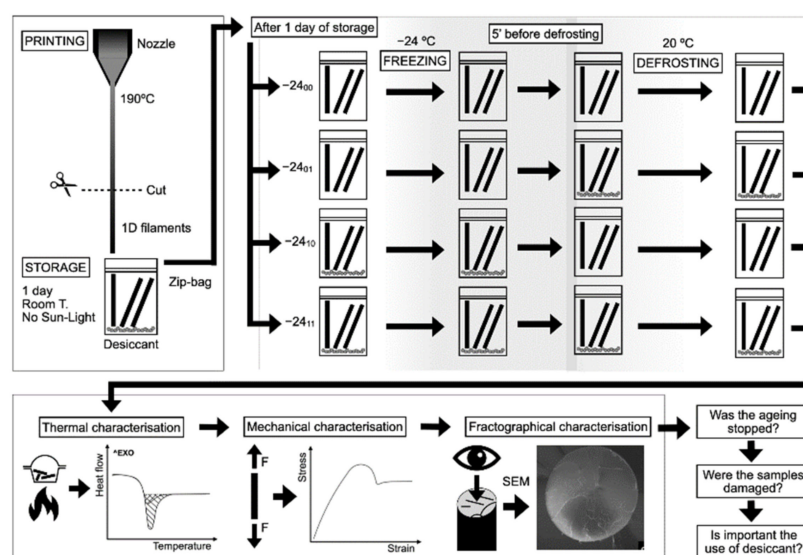 PRINTING
Nozzle
190ºC
Cut
1D filaments
STORAGE
1 day
Room T.
No Sun-Light
Zip-bag
Desiccant
After 1 day of storage
−24 ºC
FREEZING
5' before defrosting
20 ºC
DEFROSTING
−24₀₀
−24₀₁
−24₁₀
−24₁₁
Thermal characterisation
Mechanical characterisation
Fractographical characterisation
^EXO
Heat flow
Temperature
F
F
Stress
Strain
SEM
Was the ageing
stopped?
Were the samples
damaged?
Is important the
use of desiccant?